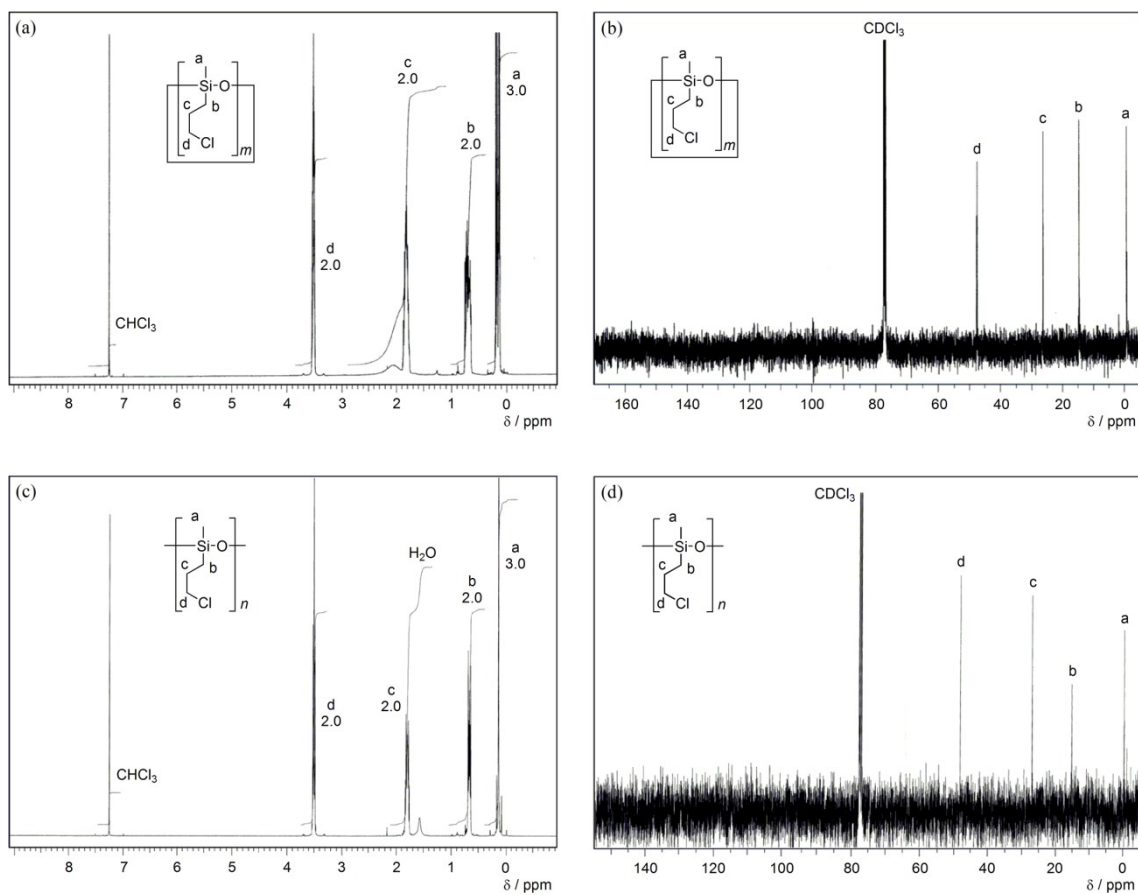 (a)
a
Si
O
c
b
d
Cl
m
c
2.0
a
3.0
b
2.0
d
2.0
CHCl₃
8 7 6 5 4 3 2 1 0
δ / ppm
(b)
CDCl₃
a
Si
O
c
b
d
Cl
m
d
c
b
a
160 140 120 100 80 60 40 20 0
δ / ppm
(c)
a
Si
O
c
b
d
Cl
n
H₂O
a
3.0
b
2.0
c
2.0
d
2.0
CHCl₃
8 7 6 5 4 3 2 1 0
δ / ppm
(d)
CDCl₃
a
Si
O
c
b
d
Cl
n
d
c
b
a
140 120 100 80 60 40 20 0
δ / ppm